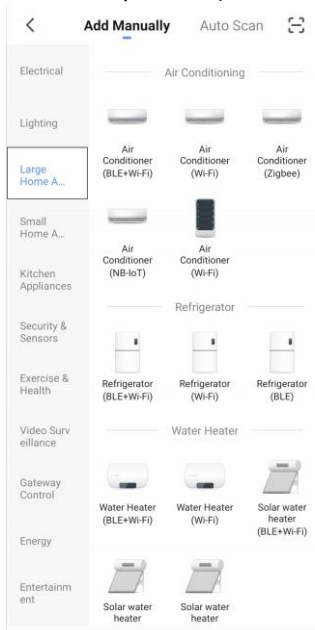 Add Manually
Auto Scan
Electrical
Lighting
Large
Home A...
Small
Home A...
Kitchen
Appliances
Security &
Sensors
Exercise &
Health
Video Surv
eillance
Gateway
Control
Energy
Entertainm
ent
Air Conditioning
Air
Conditioner
(BLE+Wi-Fi)
Air
Conditioner
(Wi-Fi)
Air
Conditioner
(Zigbee)
Air
Conditioner
(NB-IoT)
Air
Conditioner
(Wi-Fi)
Refrigerator
Refrigerator
(BLE+Wi-Fi)
Refrigerator
(Wi-Fi)
Refrigerator
(BLE)
Water Heater
Water Heater
(BLE+Wi-Fi)
Water Heater
(Wi-Fi)
Solar water
heater
(BLE+Wi-Fi)
Solar water
heater
Solar water
heater